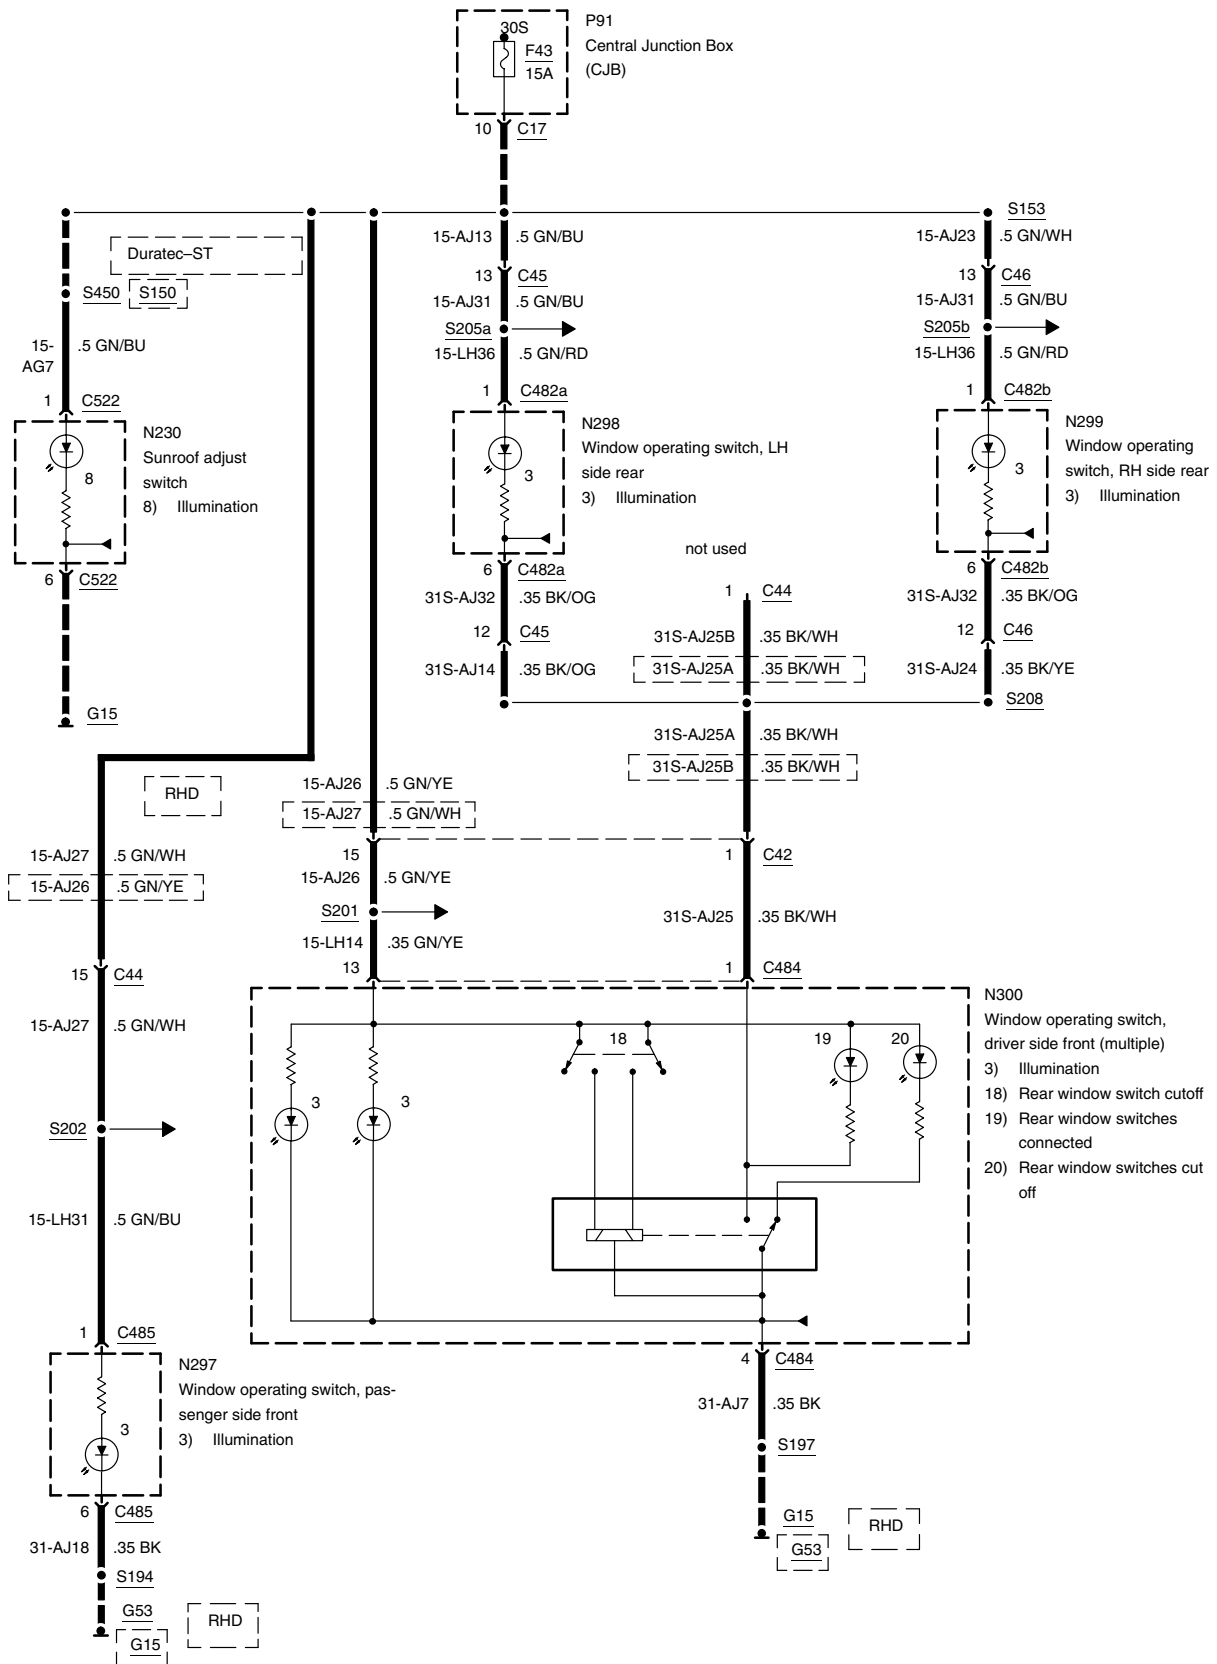 30S
F43
15A
P91
Central Junction Box
(CJB)
10
C17
S153
15-AJ13
.5 GN/BU
15-AJ23
.5 GN/WH
Duratec–ST
13
C45
13
C46
S450
S150
15-AJ31
.5 GN/BU
15-AJ31
.5 GN/BU
S205a
S205b
15-
AG7
.5 GN/BU
15-LH36
.5 GN/RD
15-LH36
.5 GN/RD
1
C522
1
C482a
1
C482b
N230
Sunroof adjust
switch
8) Illumination
8
N298
Window operating switch, LH
side rear
3) Illumination
3
N299
Window operating
switch, RH side rear
3) Illumination
3
not used
6
C522
6
C482a
1
C44
6
C482b
31S-AJ32
.35 BK/OG
31S-AJ32
.35 BK/OG
12
C45
31S-AJ25B
.35 BK/WH
12
C46
31S-AJ14
.35 BK/OG
31S-AJ25A
.35 BK/WH
31S-AJ24
.35 BK/YE
G15
S208
31S-AJ25A
.35 BK/WH
31S-AJ25B
.35 BK/WH
RHD
15-AJ26
.5 GN/YE
15-AJ27
.5 GN/WH
15-AJ27
.5 GN/WH
15
1
C42
15-AJ26
.5 GN/YE
15-AJ26
.5 GN/YE
S201
31S-AJ25
.35 BK/WH
15-LH14
.35 GN/YE
15
C44
13
1
C484
15-AJ27
.5 GN/WH
18
19
20
3
3
N300
Window operating switch,
driver side front (multiple)
3) Illumination
18) Rear window switch cutoff
19) Rear window switches
connected
20) Rear window switches cut
off
S202
15-LH31
.5 GN/BU
1
C485
4
C484
N297
Window operating switch, pas-
senger side front
3) Illumination
3
31-AJ7
.35 BK
S197
6
C485
G15
G53
RHD
31-AJ18
.35 BK
S194
G53
G15
RHD